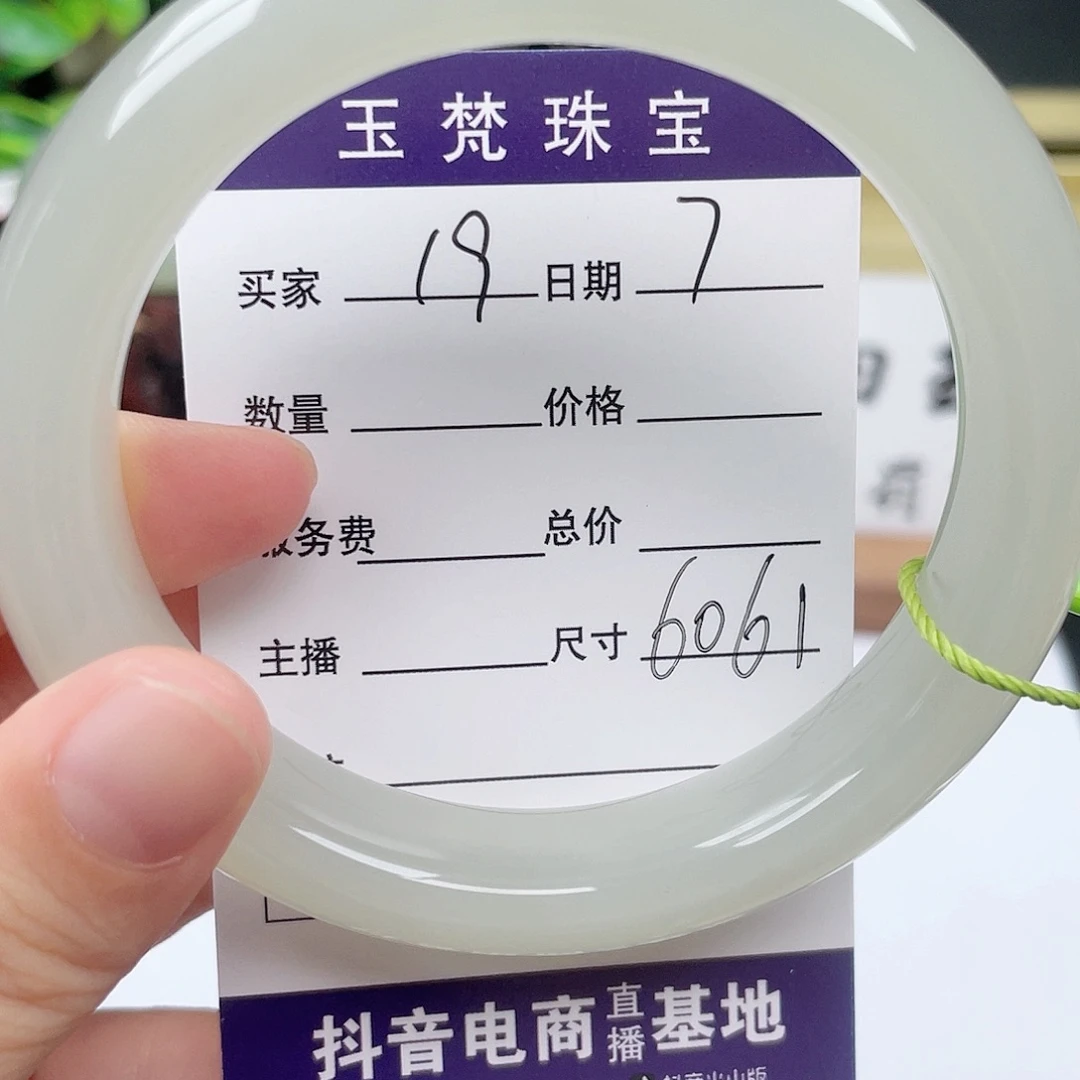 玉梵珠宝
买家 19 日期 7
数量 价格
服务费 总价
主播 尺寸 6061
抖音电商直播基地